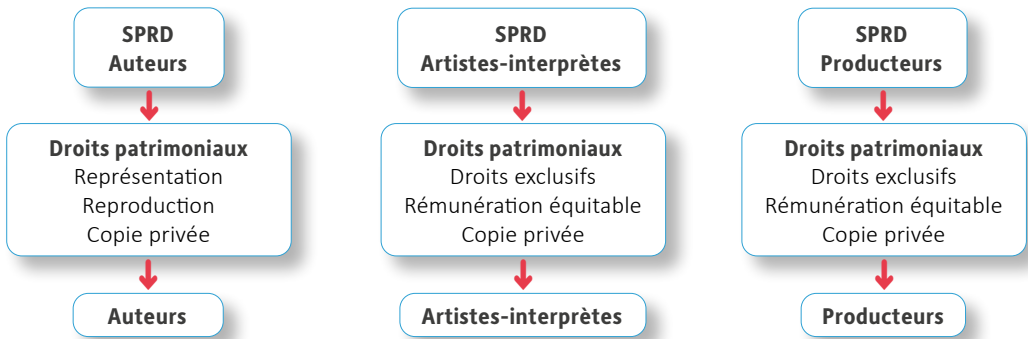 SPRD
Auteurs
Droits patrimoniaux
Représentation
Reproduction
Copie privée
Auteurs
SPRD
Artistes-interprètes
Droits patrimoniaux
Droits exclusifs
Rémunération équitable
Copie privée
Artistes-interprètes
SPRD
Producteurs
Droits patrimoniaux
Droits exclusifs
Rémunération équitable
Copie privée
Producteurs